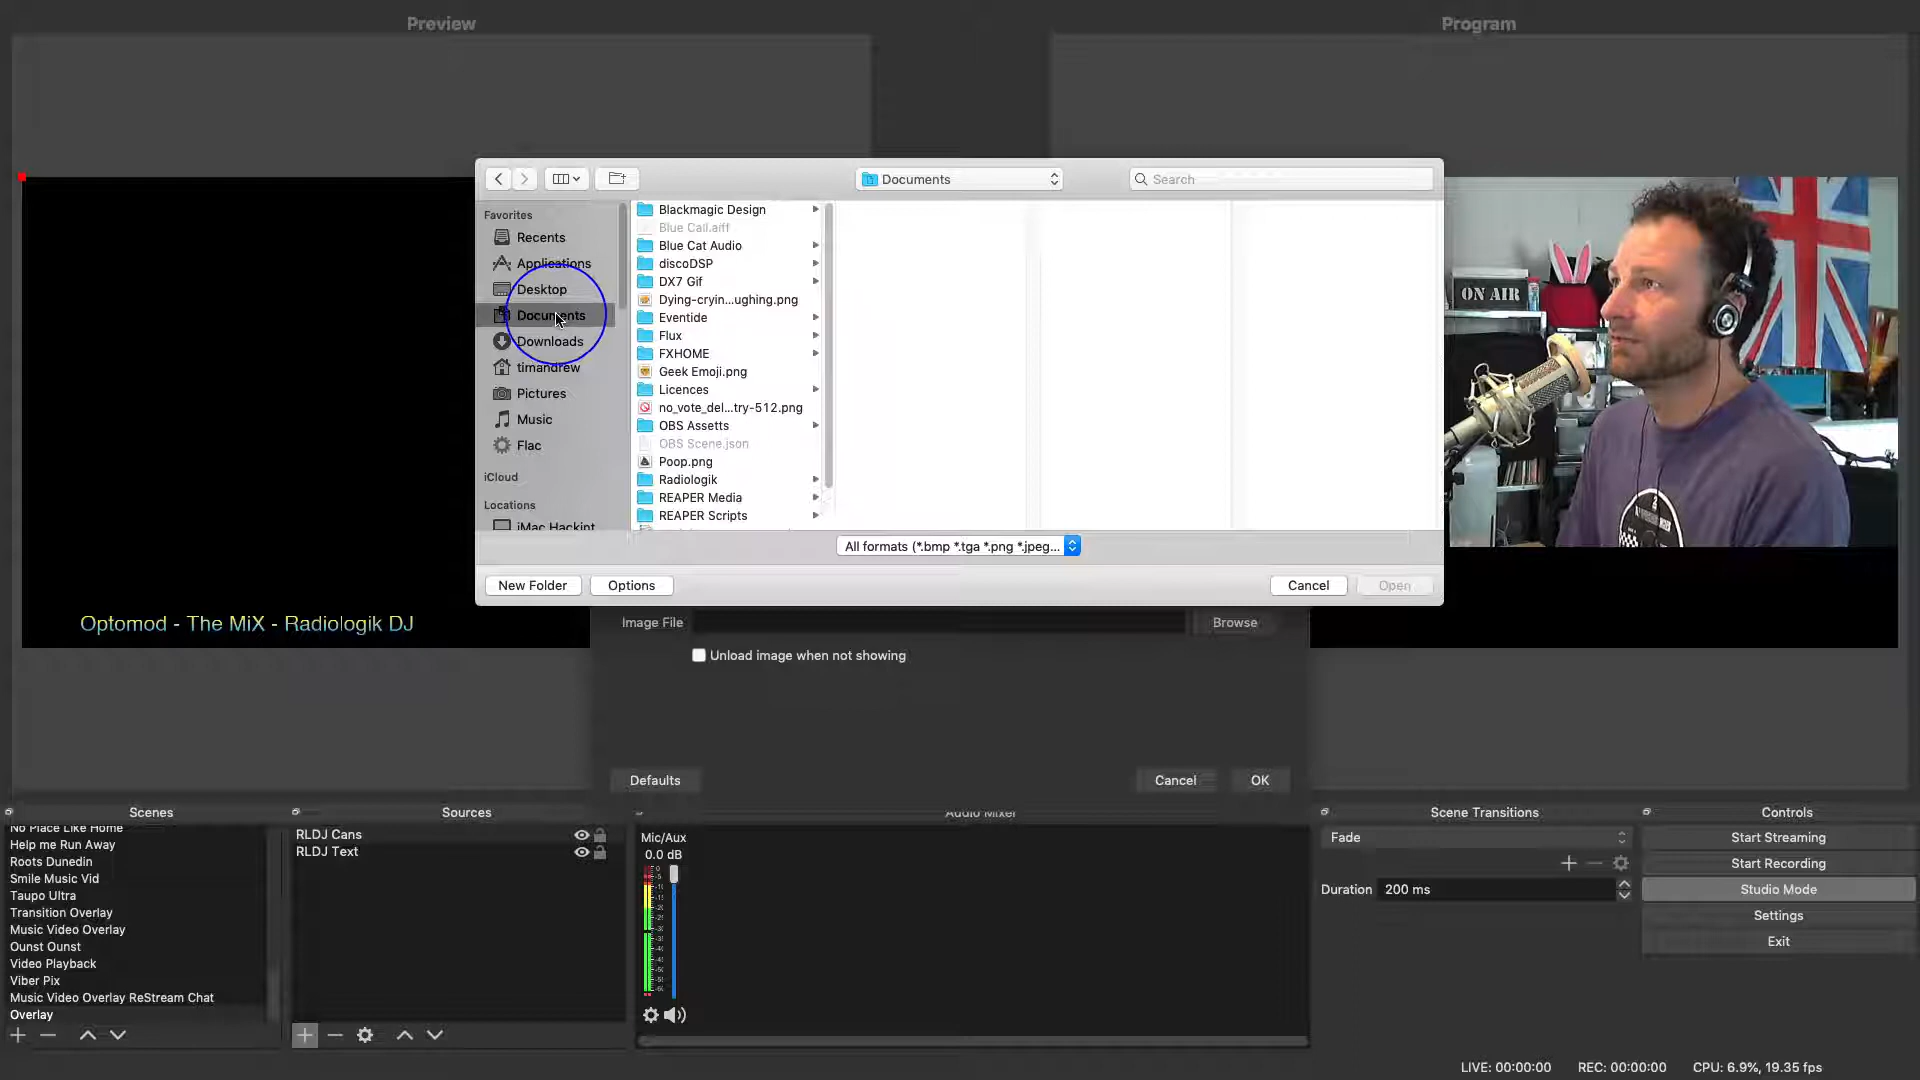 Preview
Program
Documents
Search
Favorites
Recents
Applications
Desktop
Documents
Downloads
timandrew
Pictures
Music
Flac
iCloud
Locations
iMac Hackint
Blackmagic Design
Blue Call.aiff
Blue Cat Audio
discoDSP
DX7 Gif
Dying-cryin...ughing.png
Eventide
Flux
FXHOME
Geek Emoji.png
Licences
no_vote_del...try-512.png
OBS Assetts
OBS Scene.json
Poop.png
Radiologik
REAPER Media
REAPER Scripts
All formats (*.bmp *.tga *.png *.jpeg...
New Folder
Options
Cancel
Open
ON AIR
Optomod - The MiX - Radiologik DJ
Image File
Browse
Unload image when not showing
Defaults
Cancel
OK
Scenes
No Place Like Home
Help me Run Away
Roots Dunedin
Smile Music Vid
Taupo Ultra
Transition Overlay
Music Video Overlay
Ounst Ounst
Video Playback
Viber Pix
Music Video Overlay ReStream Chat
Overlay
Sources
RLDJ Cans
RLDJ Text
Audio Mixer
Mic/Aux
0.0 dB
Scene Transitions
Fade
Duration 200 ms
Controls
Start Streaming
Start Recording
Studio Mode
Settings
Exit
LIVE: 00:00:00 REC: 00:00:00 CPU: 6.9%, 19.35 fps